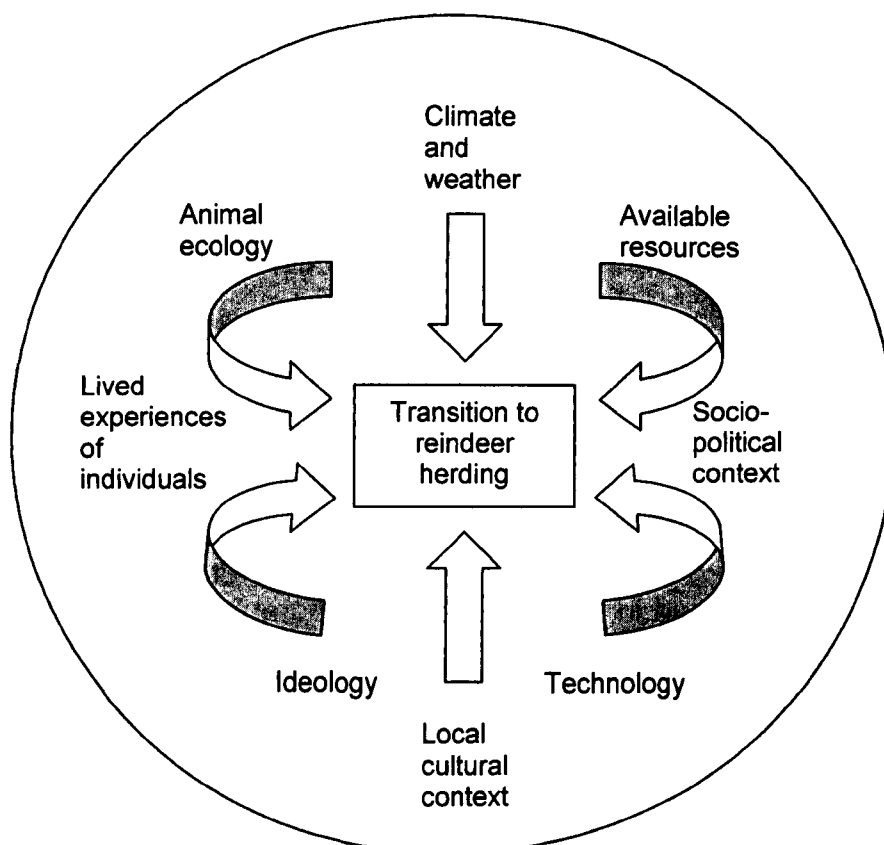 Climate
and
weather
Animal
ecology
Available
resources
Lived
experiences
of
individuals
Transition to
reindeer
herding
Socio-
political
context
Ideology
Technology
Local
cultural
context